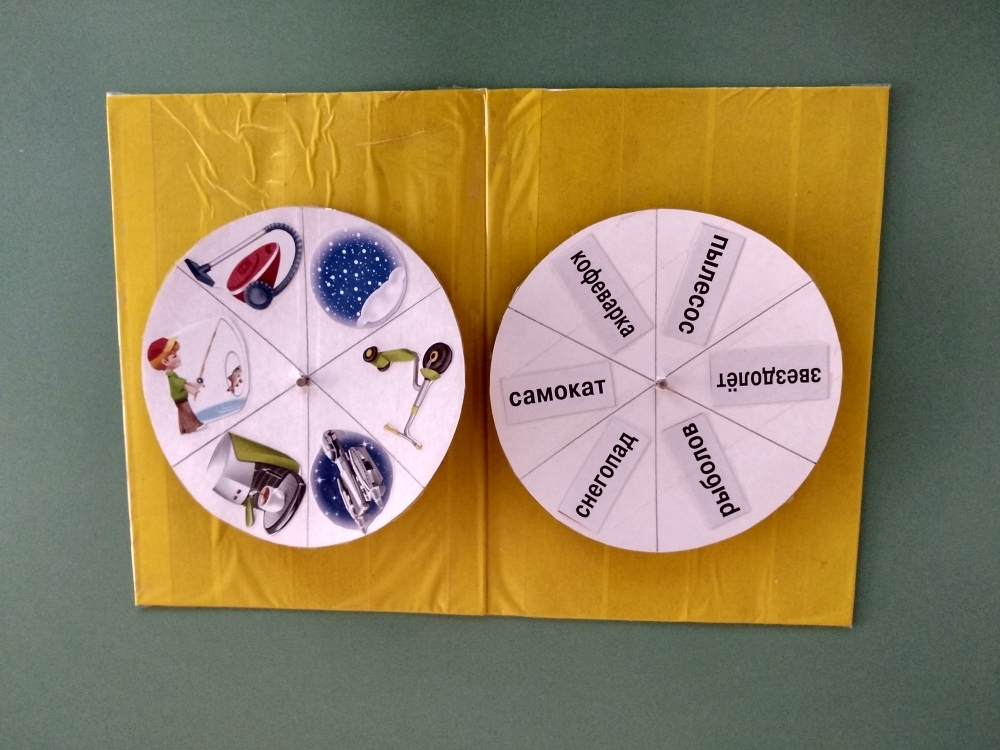 кофеварка
пылесос
звездолёт
рыболов
снегопад
самокат